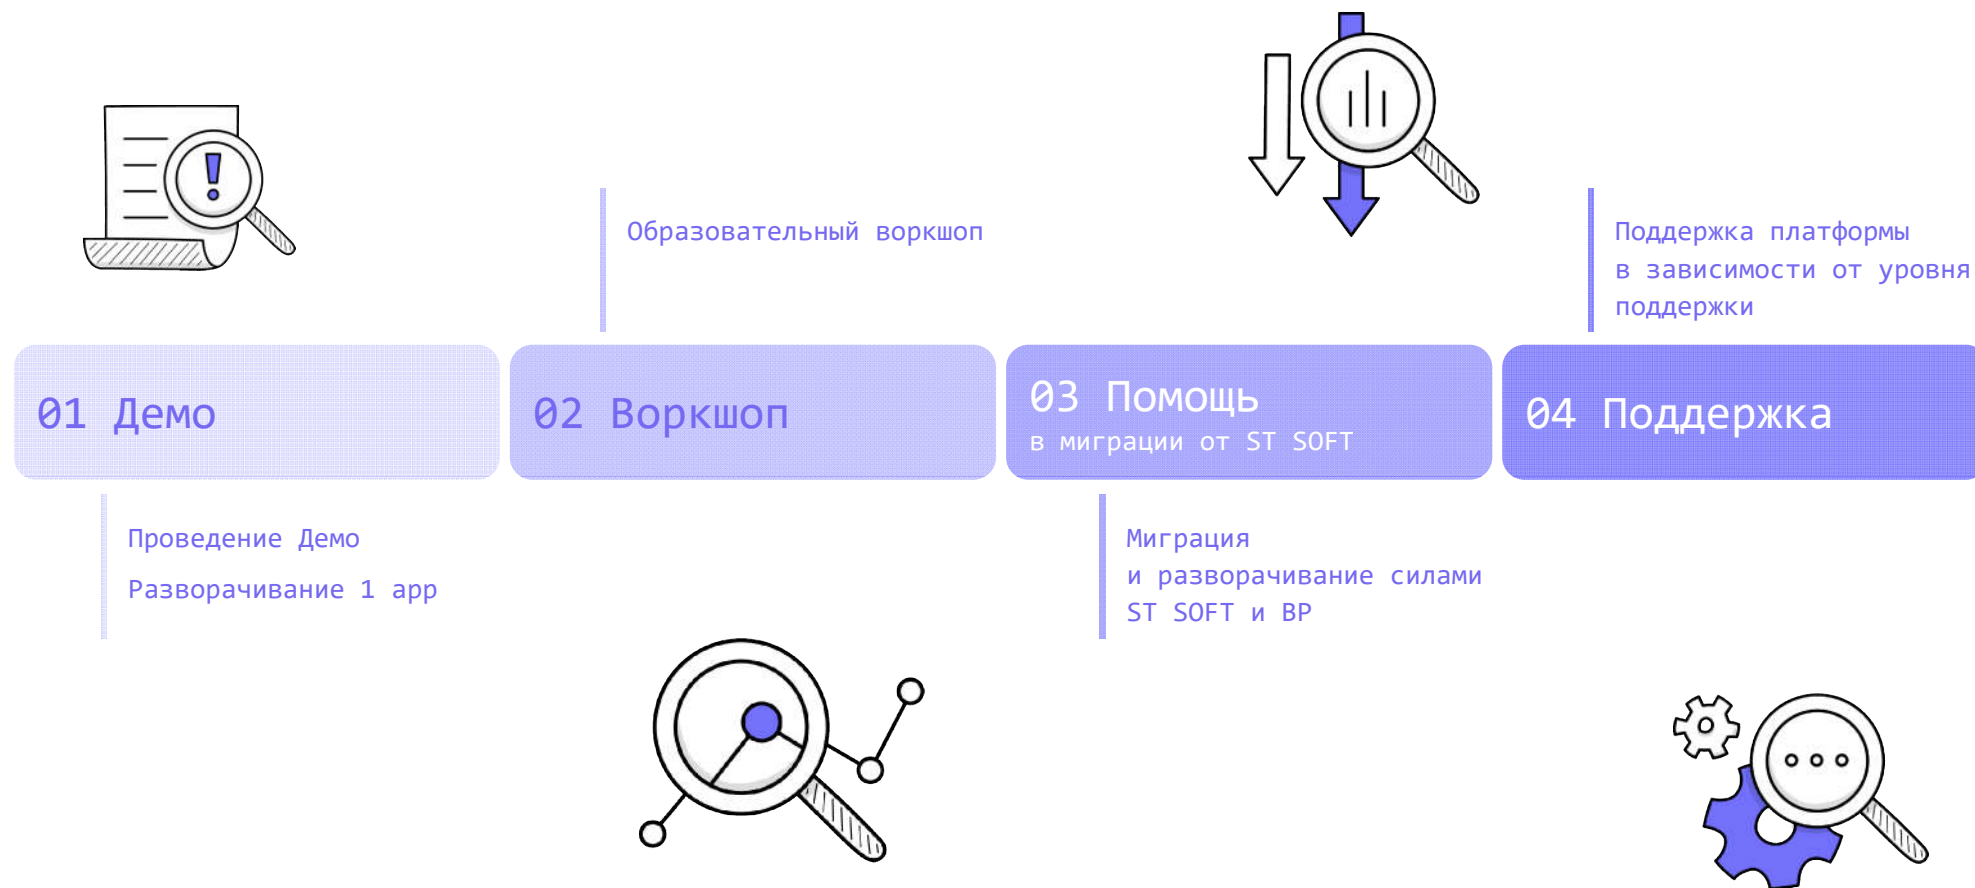 01 Демо
Проведение Демо
Разворачивание 1 app
Образовательный воркшоп
02 Воркшоп
03 Помощь
в миграции от ST SOFT
Миграция
и разворачивание силами
ST SOFT и BP
Поддержка платформы
в зависимости от уровня
поддержки
04 Поддержка